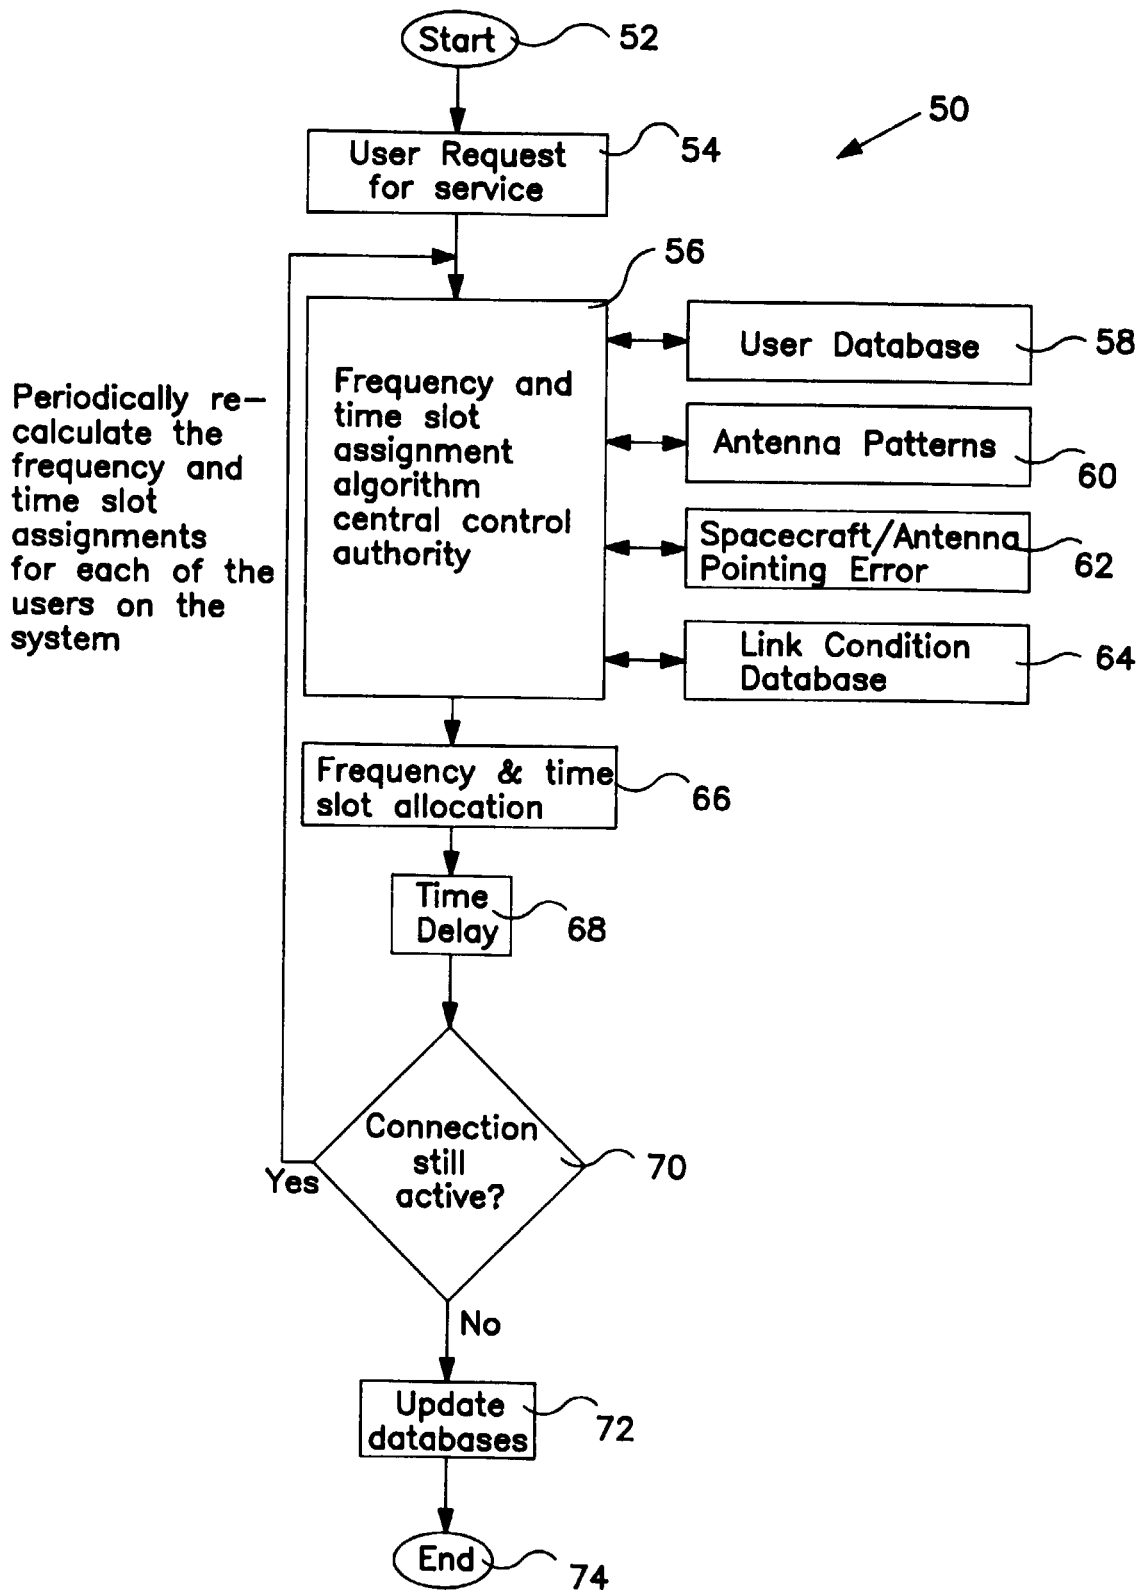 Start
52
50
User Request
for service
54
56
Periodically re-
calculate the
frequency and
time slot
assignments
for each of the
users on the
system
Frequency and
time slot
assignment
algorithm
central control
authority
User Database
58
Antenna Patterns
60
Spacecraft/Antenna
Pointing Error
62
Link Condition
Database
64
Frequency & time
slot allocation
66
Time
Delay
68
Connection
still
active?
70
Yes
No
Update
databases
72
End
74